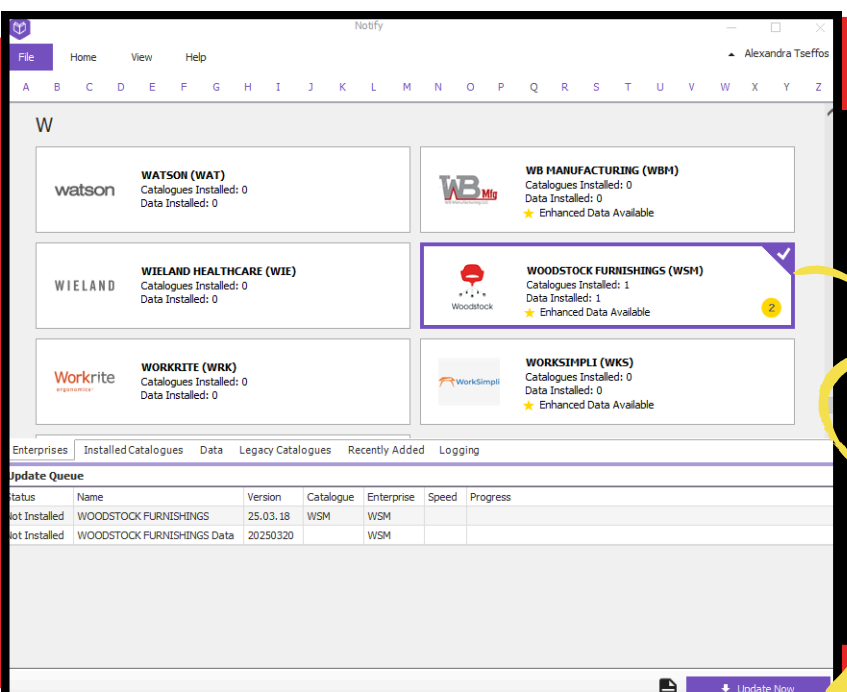 Notify
File Home View Help Alexandra Tseffos
A B C D E F G H I J K L M N O P Q R S T U V W X Y Z
W
watson
WATSON (WAT)
Catalogues Installed: 0
Data Installed: 0
WB Mfg
WB MANUFACTURING (WBM)
Catalogues Installed: 0
Data Installed: 0
Enhanced Data Available
WIELAND
WIELAND HEALTHCARE (WIE)
Catalogues Installed: 0
Data Installed: 0
Woodstock
WOODSTOCK FURNISHINGS (WSM)
Catalogues Installed: 1
Data Installed: 1
Enhanced Data Available
2
Workrite
ergonomics
WORKRITE (WRK)
Catalogues Installed: 0
Data Installed: 0
WorkSimpli
WORKSIMPLI (WKS)
Catalogues Installed: 0
Data Installed: 0
Enhanced Data Available
Enterprises Installed Catalogues Data Legacy Catalogues Recently Added Logging
Update Queue
Status Name Version Catalogue Enterprise Speed Progress
Not Installed WOODSTOCK FURNISHINGS 25.03.18 WSM WSM
Not Installed WOODSTOCK FURNISHINGS Data 20250320 WSM
Update Now